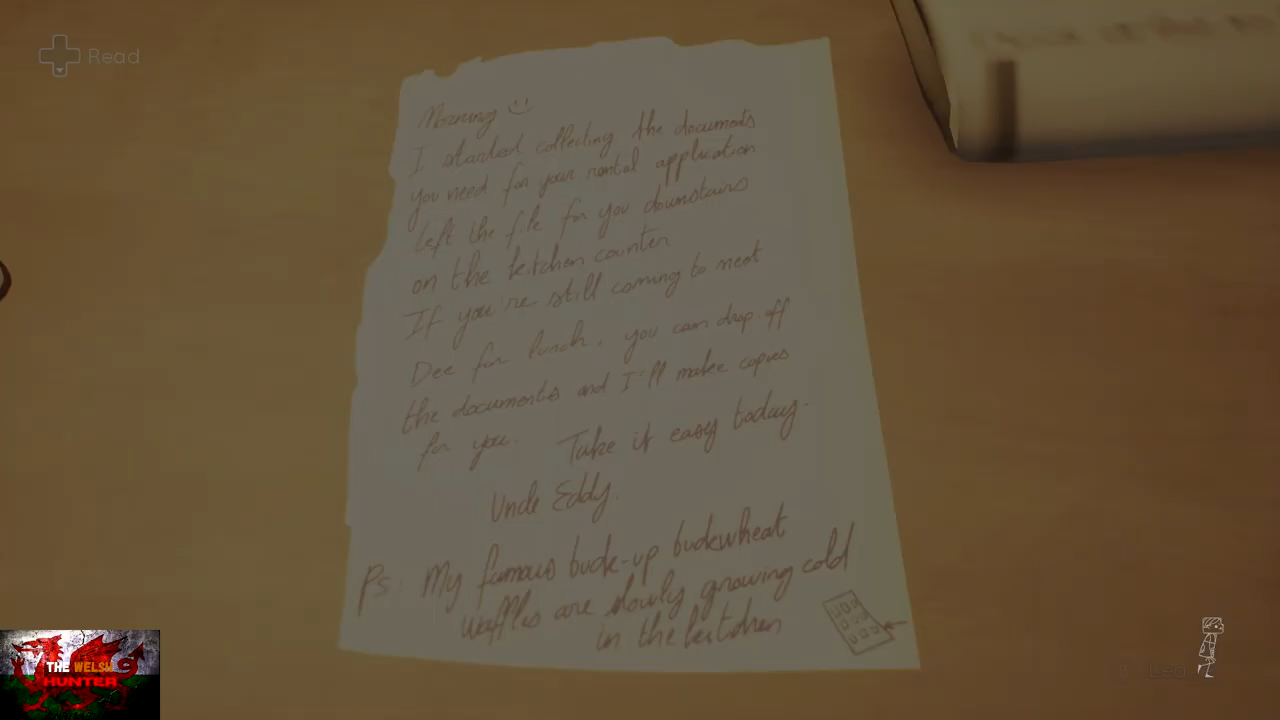 Read
Morning
I started collecting the documents
you need for your rental application
Left the file for you downstairs
on the kitchen counter
If you're still coming to meet
Dee for lunch, you can drop off
the documents and I'll make copies
for you. Take it easy today.
Uncle Eddy.
Ps: My famous buck-up buckwheat
waffles are slowly growing cold
in the kitchen
THE WELSH
HUNTER